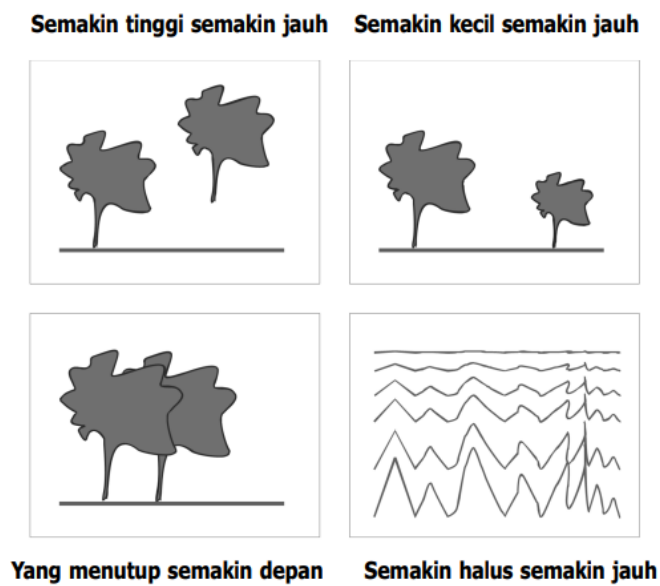 Semakin tinggi semakin jauh
Semakin kecil semakin jauh
Yang menutup semakin depan
Semakin halus semakin jauh